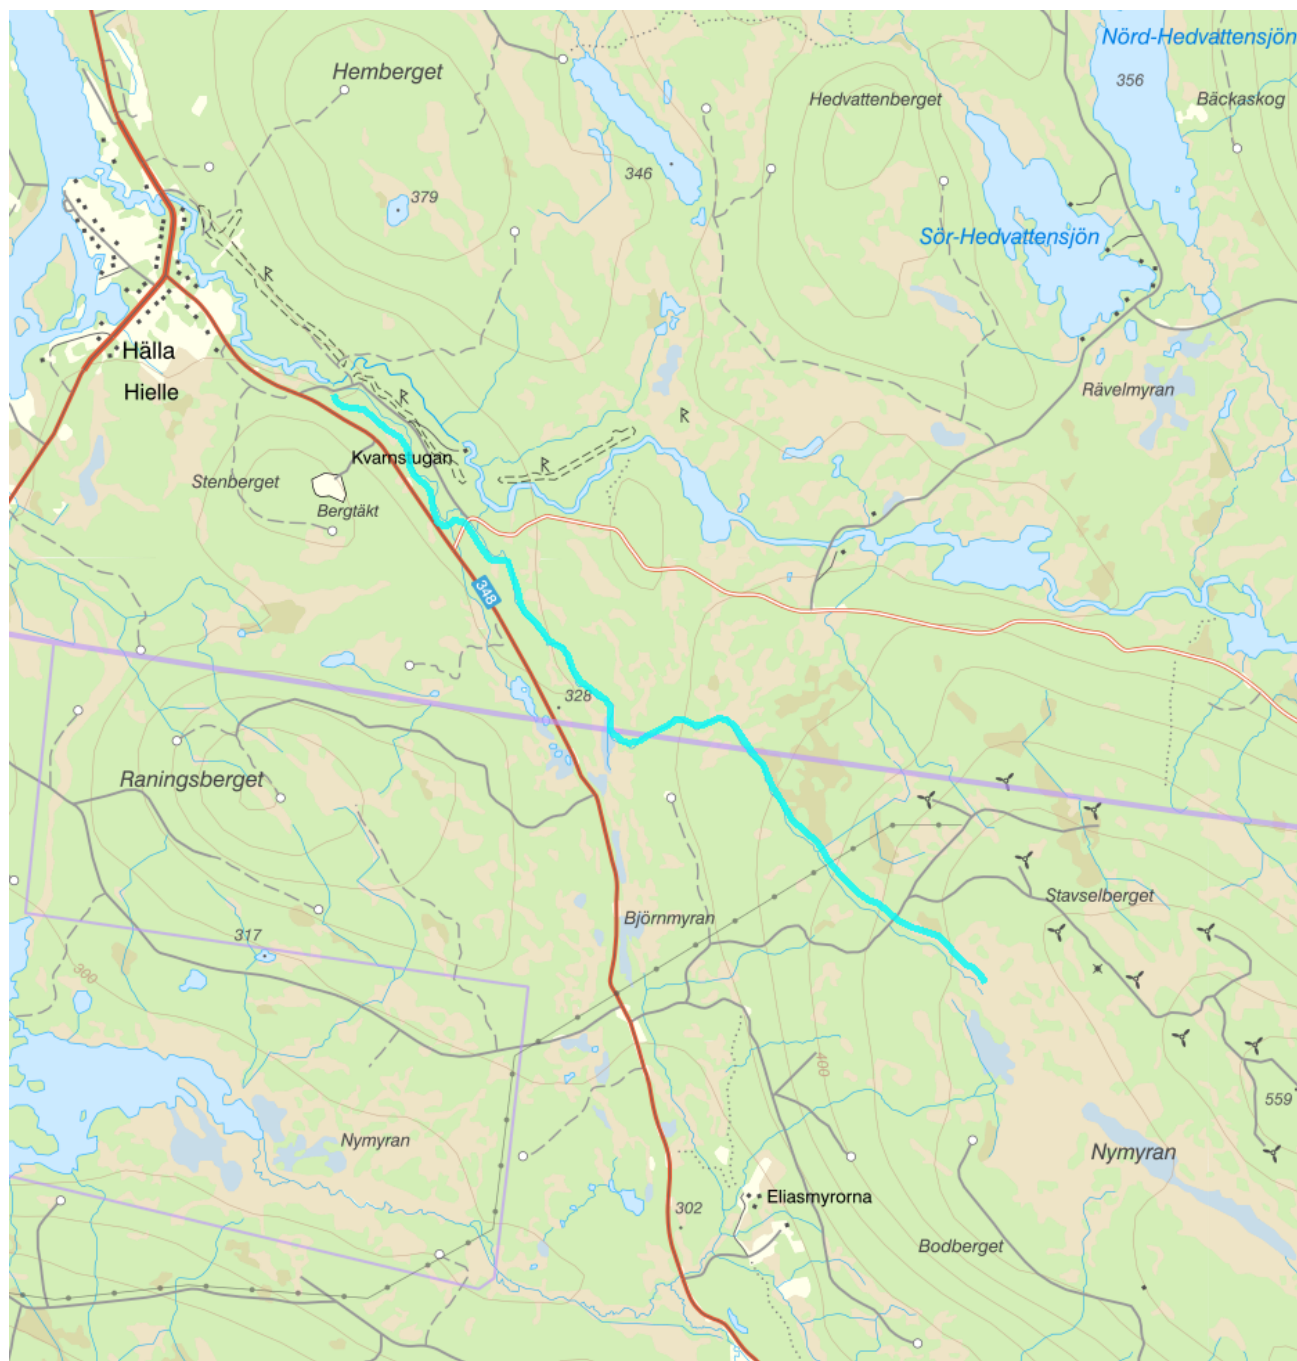 Nörd-Hedvattensjön
Hemberget
356
Hedvattenberget
Bäckaskog
346
379
Sör-Hedvattensjön
R
Hälla
Hielle
Rävelmyran
R
R
Kvarnstugan
R
Stenberget
Bergtäkt
348
328
Raningsberget
Stavselberget
Björnmyran
317
300
400
559
Nymyran
Nymyran
Eliasmyrorna
302
Bodberget